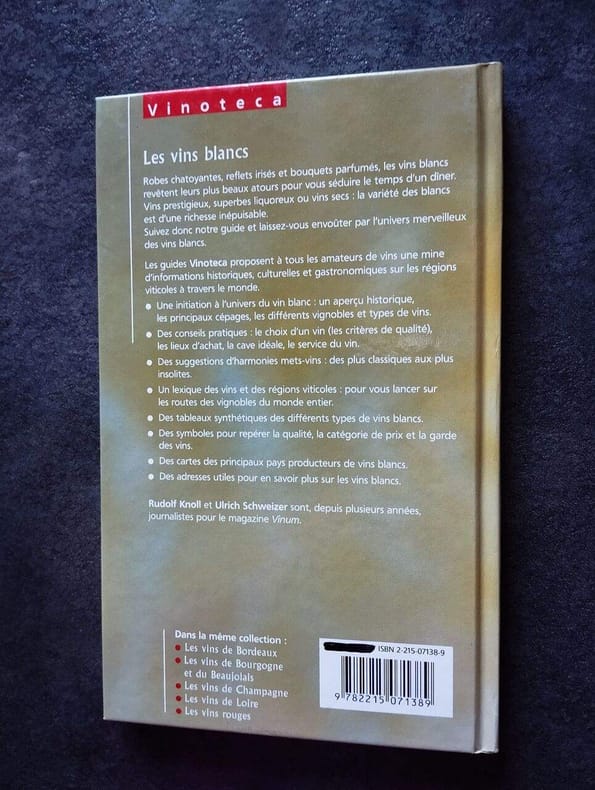 Vinoteca
Les vins blancs
Robes chatoyantes, reflets irisés et bouquets parfumés, les vins blancs
revêtent leurs plus beaux atours pour vous séduire le temps d'un dîner.
Vins prestigieux, superbes liquoreux ou vins secs : la variété des blancs
est d'une richesse inépuisable.
Suivez donc notre guide et laissez-vous envoûter par l'univers merveilleux
des vins blancs.
Les guides Vinoteca proposent à tous les amateurs de vins une mine
d'informations historiques, culturelles et gastronomiques sur les régions
viticoles à travers le monde.
• Une initiation à l'univers du vin blanc : un aperçu historique,
les principaux cépages, les différents vignobles et types de vins.
• Des conseils pratiques : le choix d'un vin (les critères de qualité),
les lieux d'achat, la cave idéale, le service du vin.
• Des suggestions d'harmonies mets-vins : des plus classiques aux plus
insolites.
• Un lexique des vins et des régions viticoles : pour vous lancer sur
les routes des vignobles du monde entier.
• Des tableaux synthétiques des différents types de vins blancs.
• Des symboles pour repérer la qualité, la catégorie de prix et la garde
des vins.
• Des cartes des principaux pays producteurs de vins blancs.
• Des adresses utiles pour en savoir plus sur les vins blancs.
Rudolf Knoll et Ulrich Schweizer sont, depuis plusieurs années,
journalistes pour le magazine Vinum.
Dans la même collection :
• Les vins de Bordeaux
• Les vins de Bourgogne
et du Beaujolais
• Les vins de Champagne
• Les vins de Loire
• Les vins rouges
ISBN 2-215-07138-9
9 782215 071389